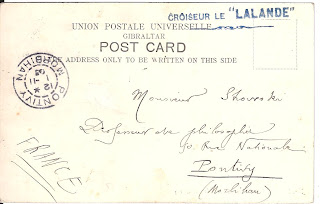 CROISEUR LE "LALANDE"
UNION POSTALE UNIVERSELLE
GIBRALTAR
POST CARD
ADDRESS ONLY TO BE WRITTEN ON THIS SIDE
PONTIVY
MORBIHAN
Monsieur
Professeur de philosophie
Rue Nationale
Pontivy
(Morbihan)
FRANCE